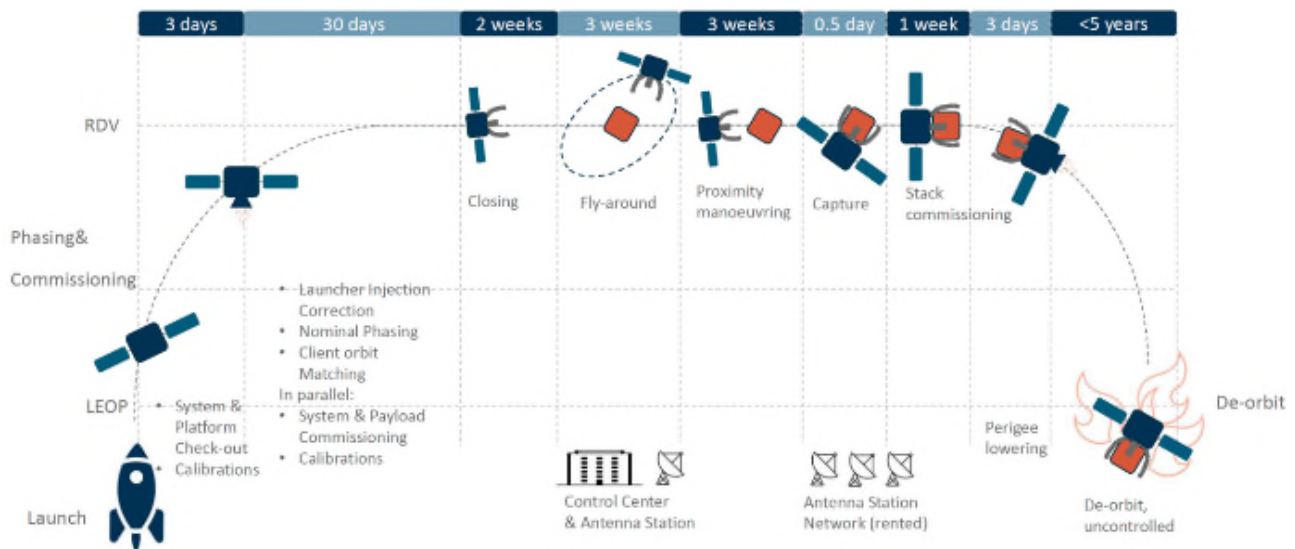 3 days
30 days
2 weeks
3 weeks
3 weeks
0.5 day
1 week
3 days
<5 years
RDV
Closing
Fly-around
Proximity
manoeuvring
Capture
Stack
commissioning
Phasing&
Commissioning
• Launcher Injection
Correction
• Nominal Phasing
• Client orbit
Matching
In parallel:
• System & Payload
Commissioning
• Calibrations
LEOP
• System &
Platform
Check-out
• Calibrations
De-orbit
Perigee
lowering
Launch
Control Center
& Antenna Station
Antenna Station
Network (rented)
De-orbit,
uncontrolled